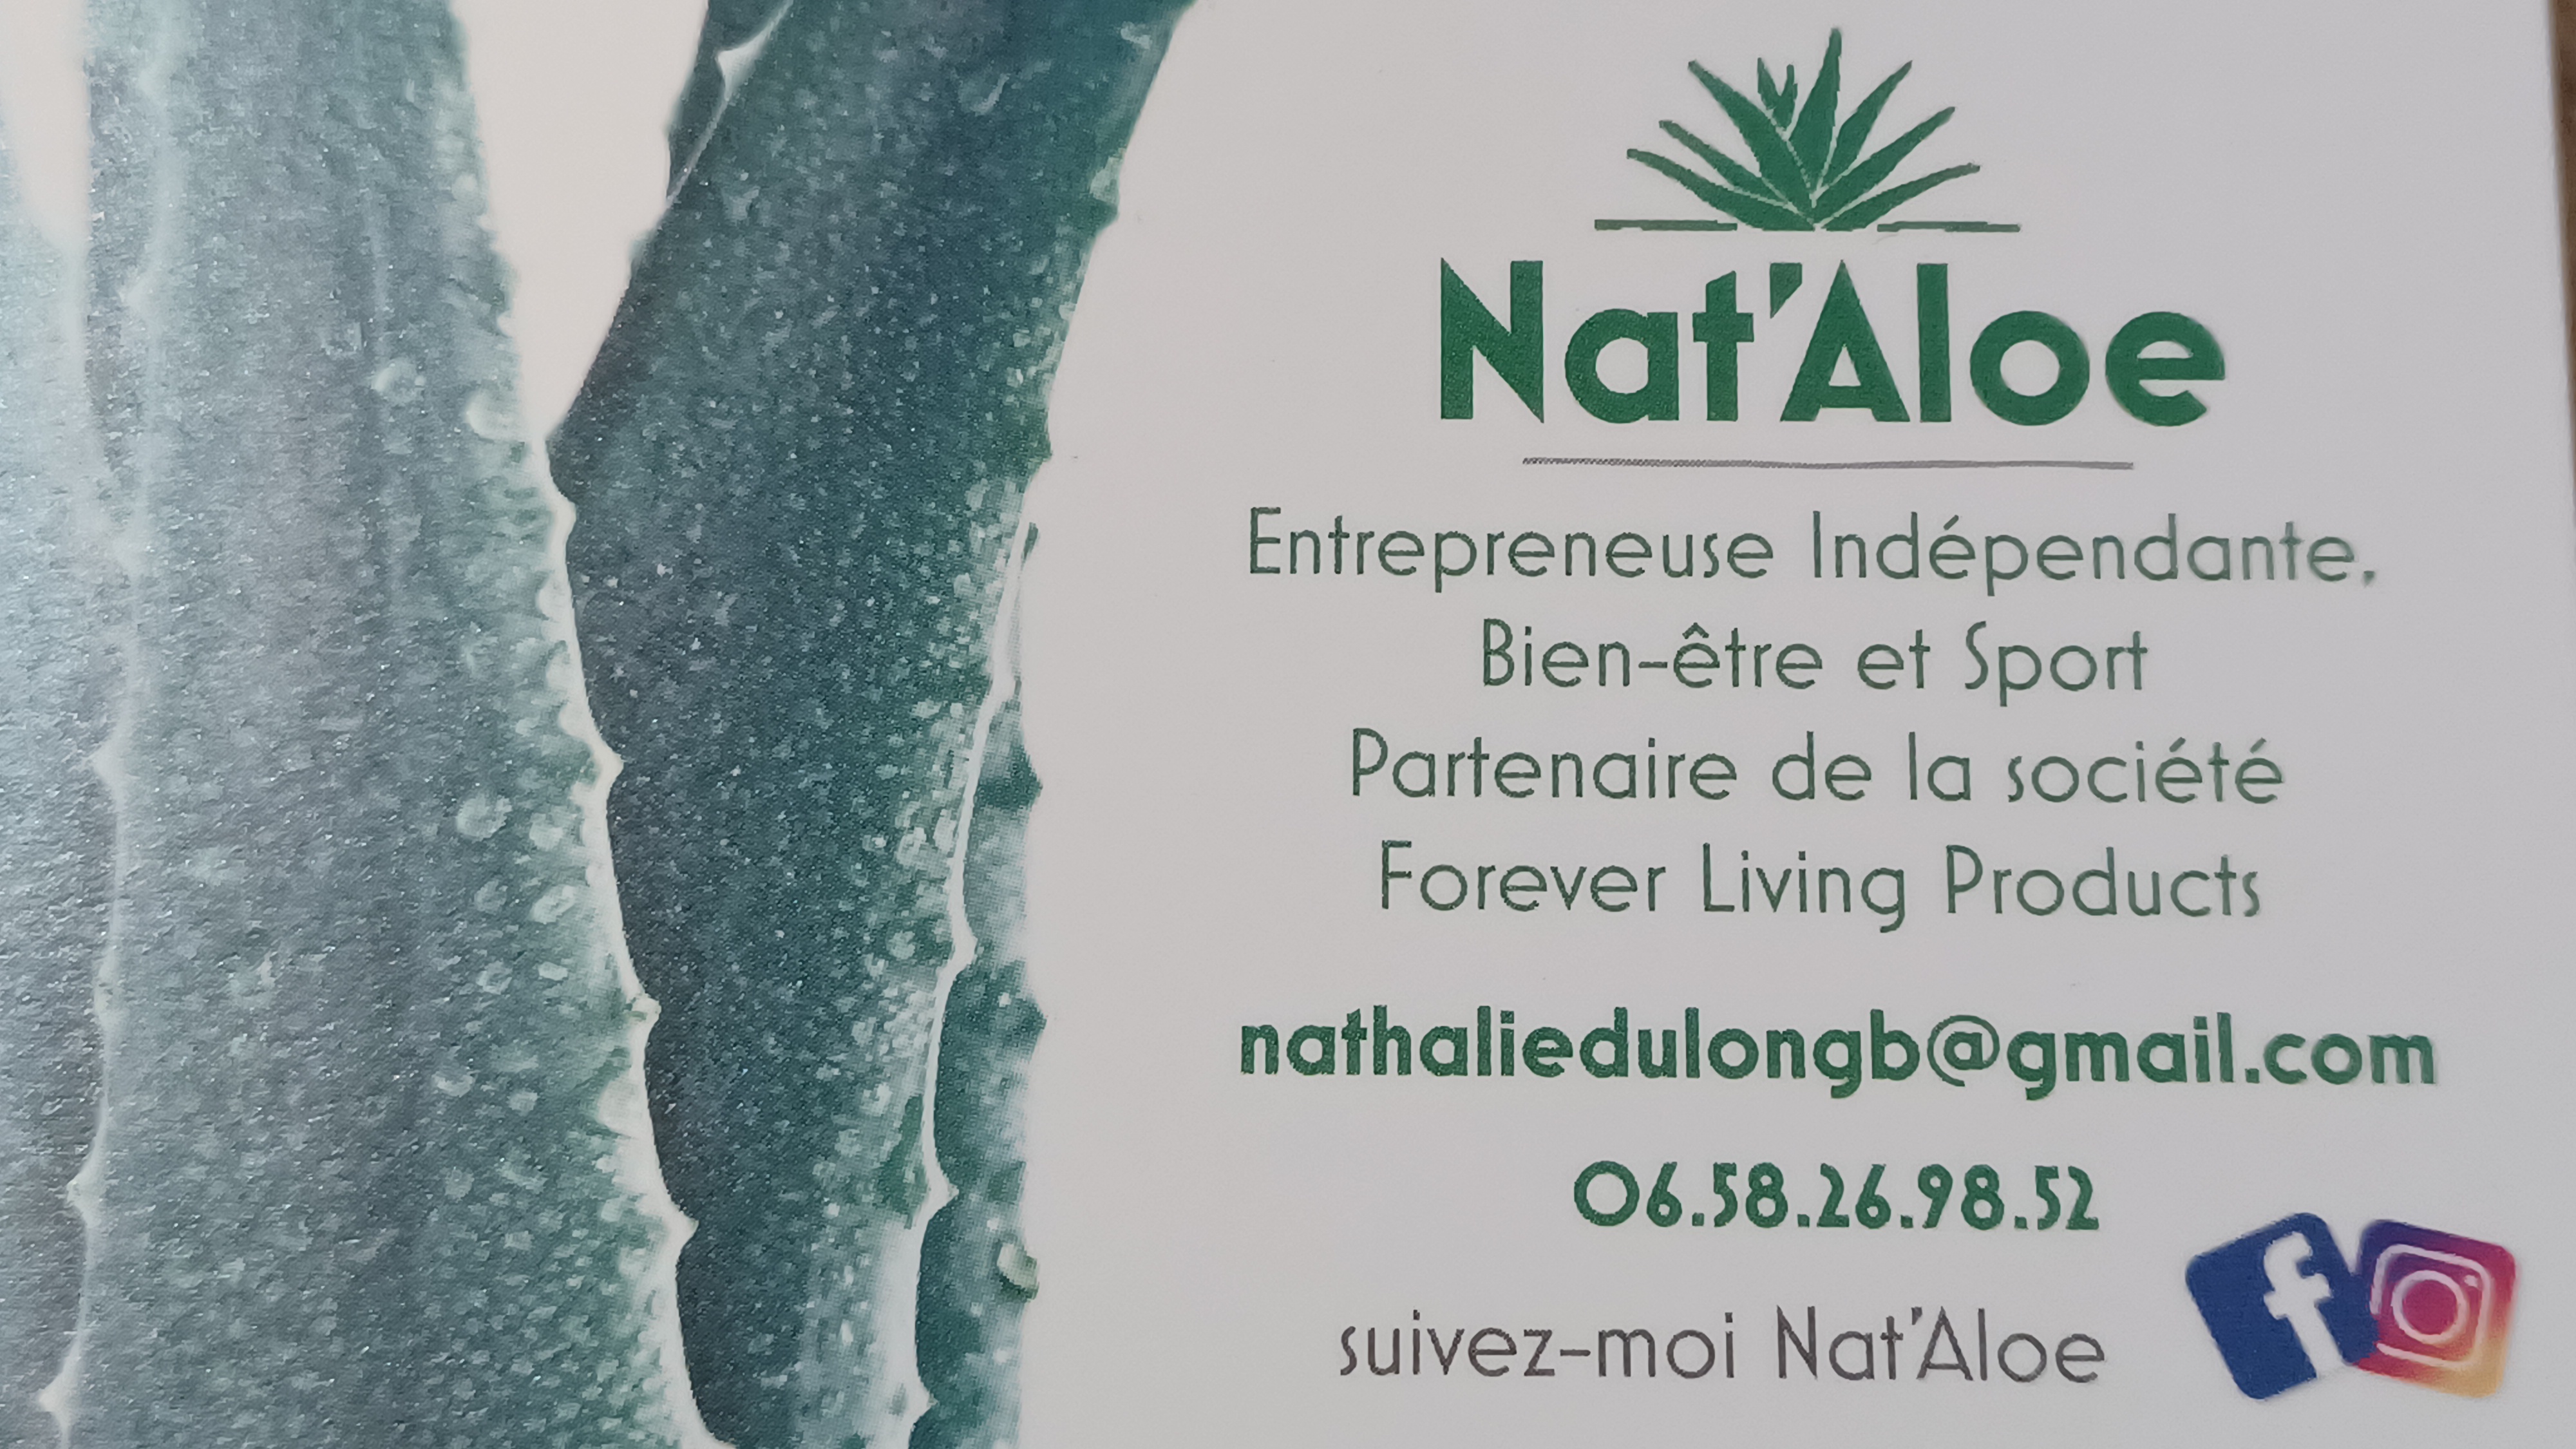 Nat'Aloe
Entrepreneuse Indépendante,
Bien-être et Sport
Partenaire de la société
Forever Living Products
nathaliedulongb@gmail.com
06.58.26.98.52
suivez-moi Nat'Aloe